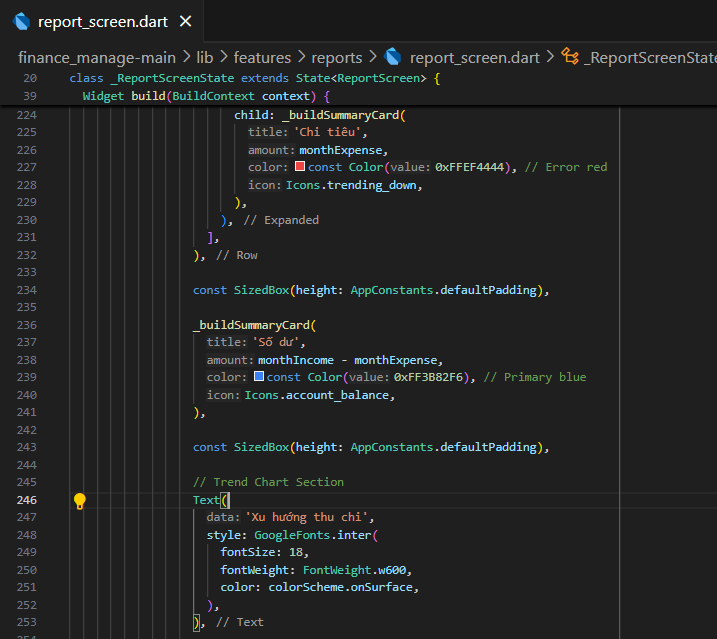 report_screen.dart ×
finance_manage-main > lib > features > reports > report_screen.dart > _ReportScreenState
20 class _ReportScreenState extends State<ReportScreen> {
39 Widget build(BuildContext context) {
224 child: _buildSummaryCard(
225 title: 'Chi tiêu',
226 amount: monthExpense,
227 color: const Color(value: 0xFFEF4444), // Error red
228 icon: Icons.trending_down,
229 ),
230 ), // Expanded
231 ],
232 ), // Row
233
234 const SizedBox(height: AppConstants.defaultPadding),
235
236 _buildSummaryCard(
237 title: 'Số dư',
238 amount: monthIncome - monthExpense,
239 color: const Color(value: 0xFF3B82F6), // Primary blue
240 icon: Icons.account_balance,
241 ),
242
243 const SizedBox(height: AppConstants.defaultPadding),
244
245 // Trend Chart Section
246 Text(
247 data: 'Xu hướng thu chi',
248 style: GoogleFonts.inter(
249 fontSize: 18,
250 fontWeight: FontWeight.w600,
251 color: colorScheme.onSurface,
252 ),
253 ), // Text